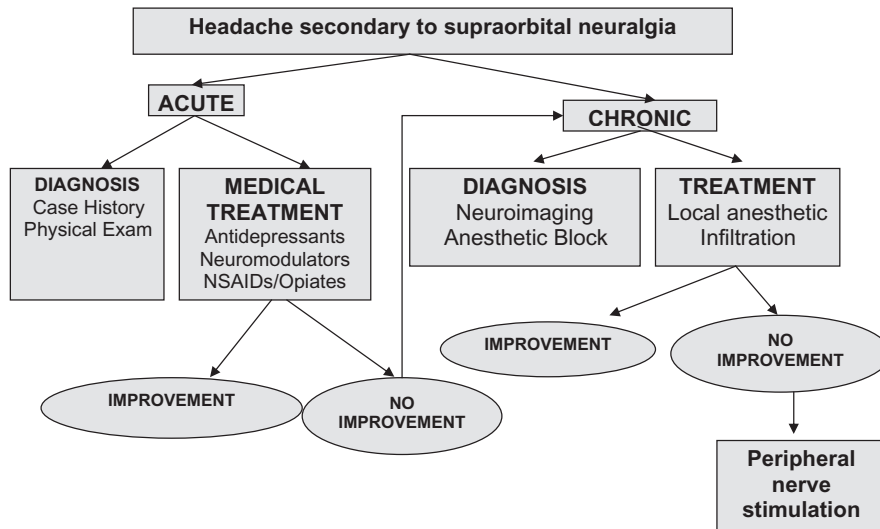 Headache secondary to supraorbital neuralgia
ACUTE
CHRONIC
DIAGNOSIS
Case History
Physical Exam
MEDICAL
TREATMENT
Antidepressants
Neuromodulators
NSAIDs/Opiates
DIAGNOSIS
Neuroimaging
Anesthetic Block
TREATMENT
Local anesthetic
Infiltration
IMPROVEMENT
NO
IMPROVEMENT
IMPROVEMENT
NO
IMPROVEMENT
Peripheral
nerve
stimulation